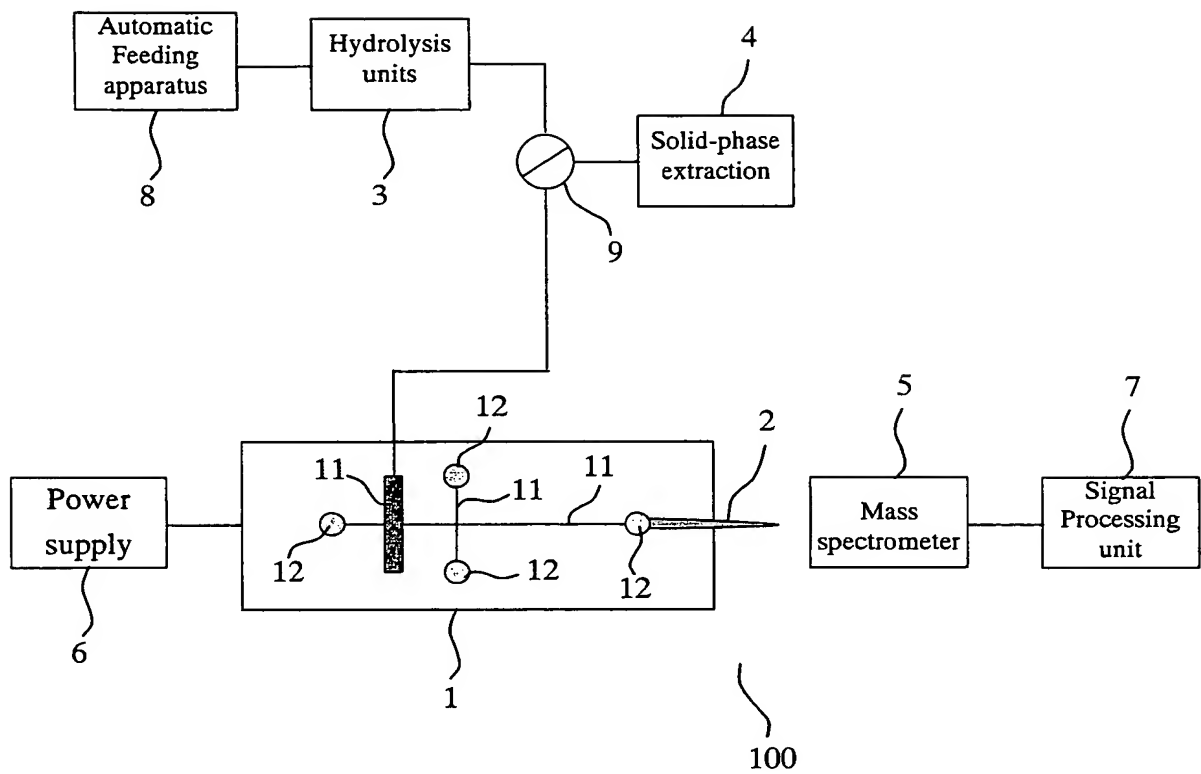 Automatic
Feeding
apparatus
8
Hydrolysis
units
3
4
Solid-phase
extraction
9
Power
supply
6
11
12
12
11
12
11
12
2
1
5
Mass
spectrometer
7
Signal
Processing
unit
100